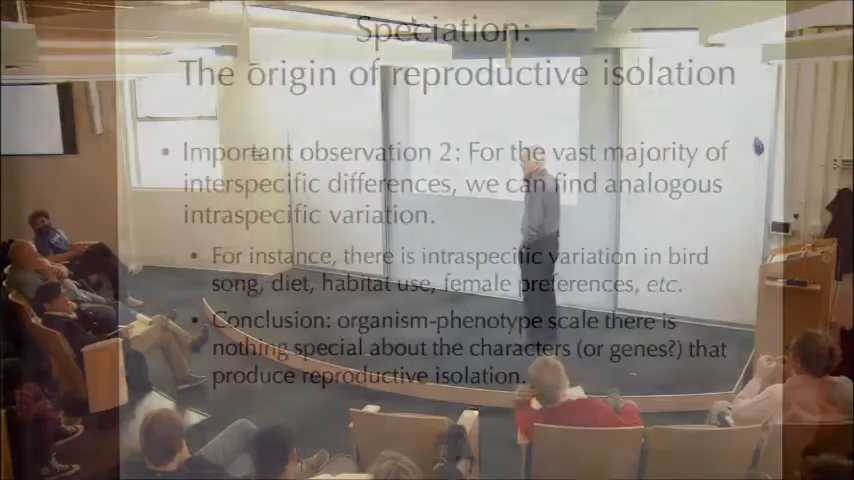 Speciation:
The origin of reproductive isolation
• Important observation 2: For the vast majority of
interspecific differences, we can find analogous
intraspecific variation.
• For instance, there is intraspecific variation in bird
song, diet, habitat use, female preferences, etc.
• Conclusion: organism-phenotype scale there is
nothing special about the characters (or genes?) that
produce reproductive isolation.